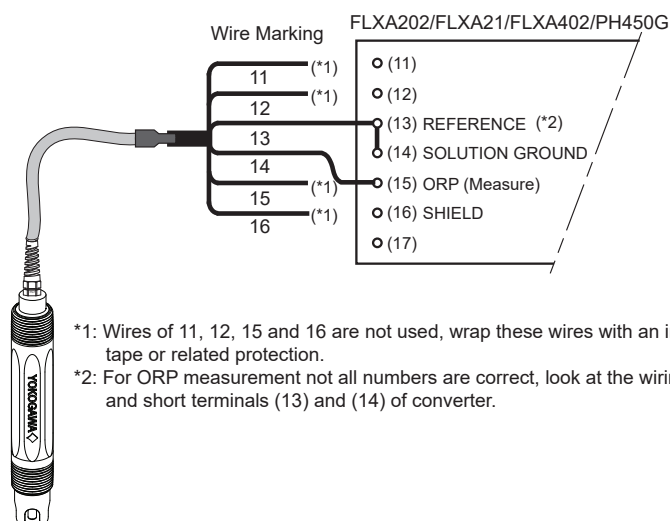 Wire Marking
FLXA202/FLXA21/FLXA402/PH450G
11
(*1)
12
(*1)
13
14
15
(*1)
16
(*1)
(11)
(12)
(13) REFERENCE (*2)
(14) SOLUTION GROUND
(15) ORP (Measure)
(16) SHIELD
(17)
YOKOGAWA
*1: Wires of 11, 12, 15 and 16 are not used, wrap these wires with an
tape or related protection.
*2: For ORP measurement not all numbers are correct, look at the
and short terminals (13) and (14) of converter.